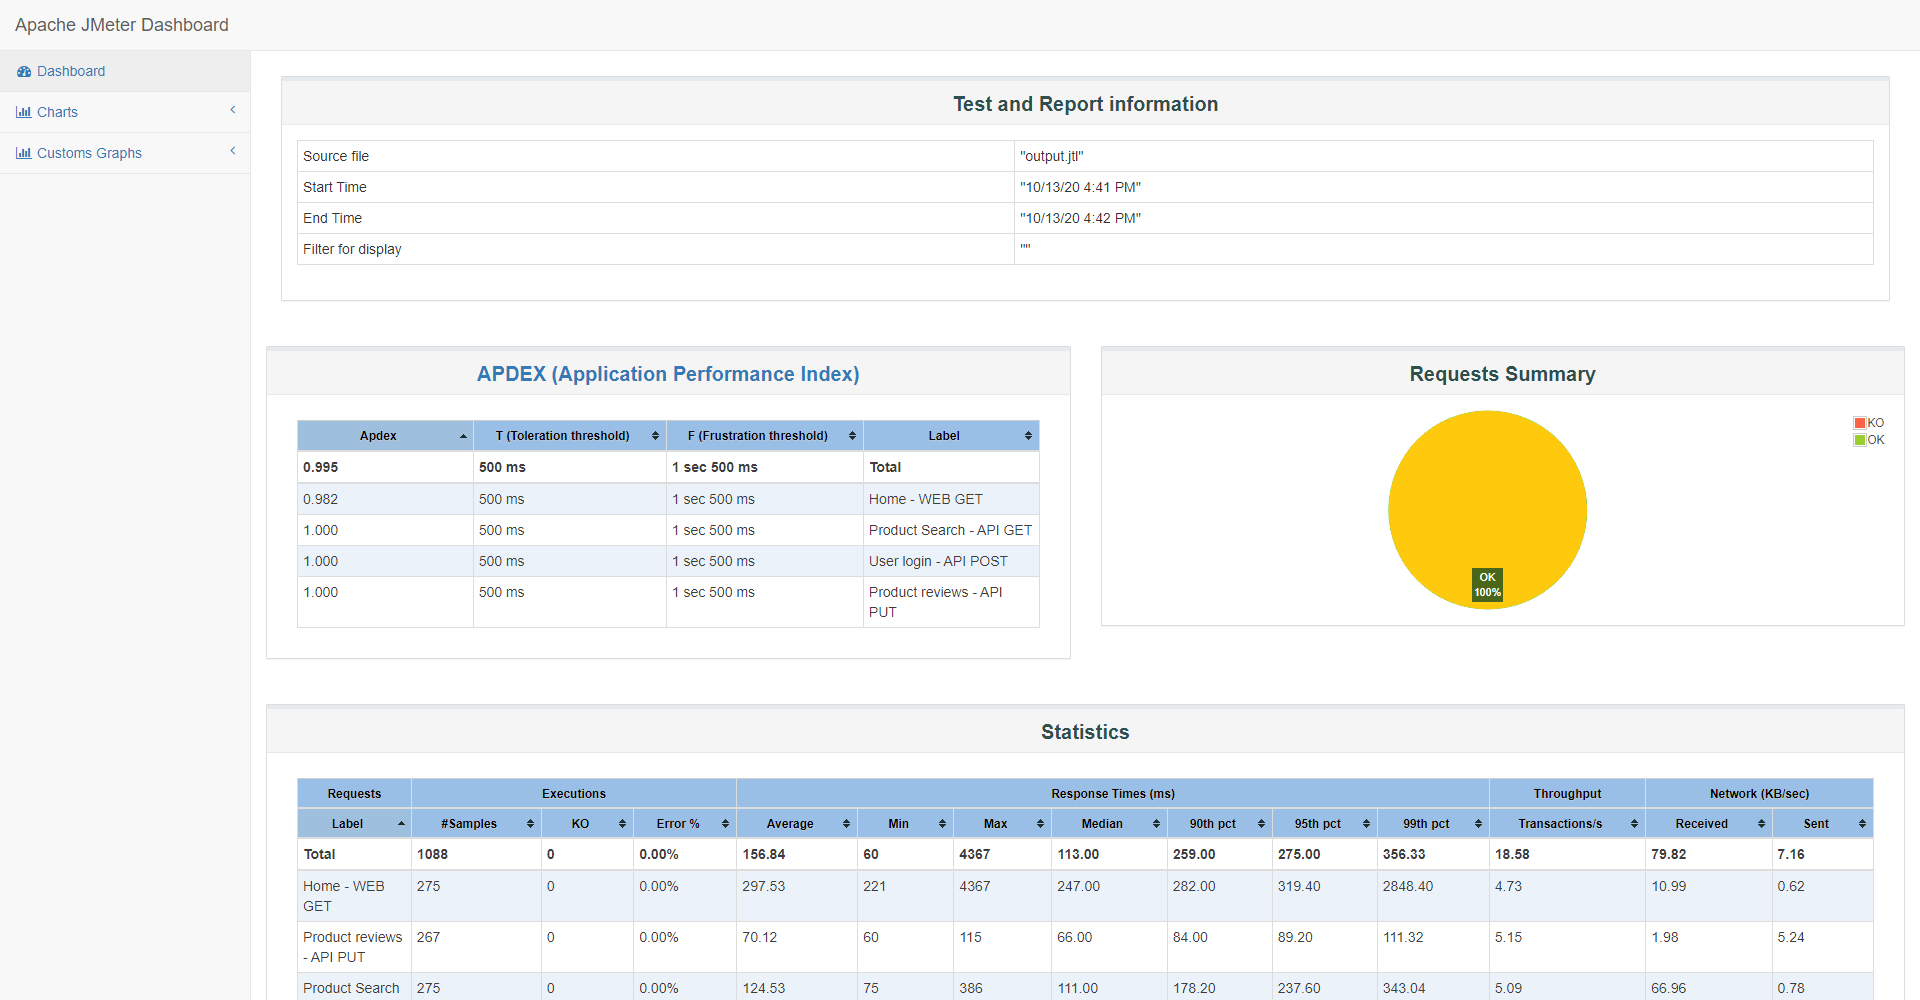 Apache JMeter Dashboard
Dashboard
Charts
Customs Graphs
Test and Report information
Source file "output.jtl"
Start Time "10/13/20 4:41 PM"
End Time "10/13/20 4:42 PM"
Filter for display ""
APDEX (Application Performance Index)
Apdex T (Toleration threshold) F (Frustration threshold) Label
0.995 500 ms 1 sec 500 ms Total
0.982 500 ms 1 sec 500 ms Home - WEB GET
1.000 500 ms 1 sec 500 ms Product Search - API GET
1.000 500 ms 1 sec 500 ms User login - API POST
1.000 500 ms 1 sec 500 ms Product reviews - API
PUT
Requests Summary
KO
OK
OK
100%
Statistics
Requests Executions Response Times (ms) Throughput Network (KB/sec)
Label #Samples KO Error % Average Min Max Median 90th pct 95th pct 99th pct Transactions/s Received Sent
Total 1088 0 0.00% 156.84 60 4367 113.00 259.00 275.00 356.33 18.58 79.82 7.16
Home - WEB 275 0 0.00% 297.53 221 4367 247.00 282.00 319.40 2848.40 4.73 10.99 0.62
GET
Product reviews 267 0 0.00% 70.12 60 115 66.00 84.00 89.20 111.32 5.15 1.98 5.24
- API PUT
Product Search 275 0 0.00% 124.53 75 386 111.00 178.20 237.60 343.04 5.09 66.96 0.78